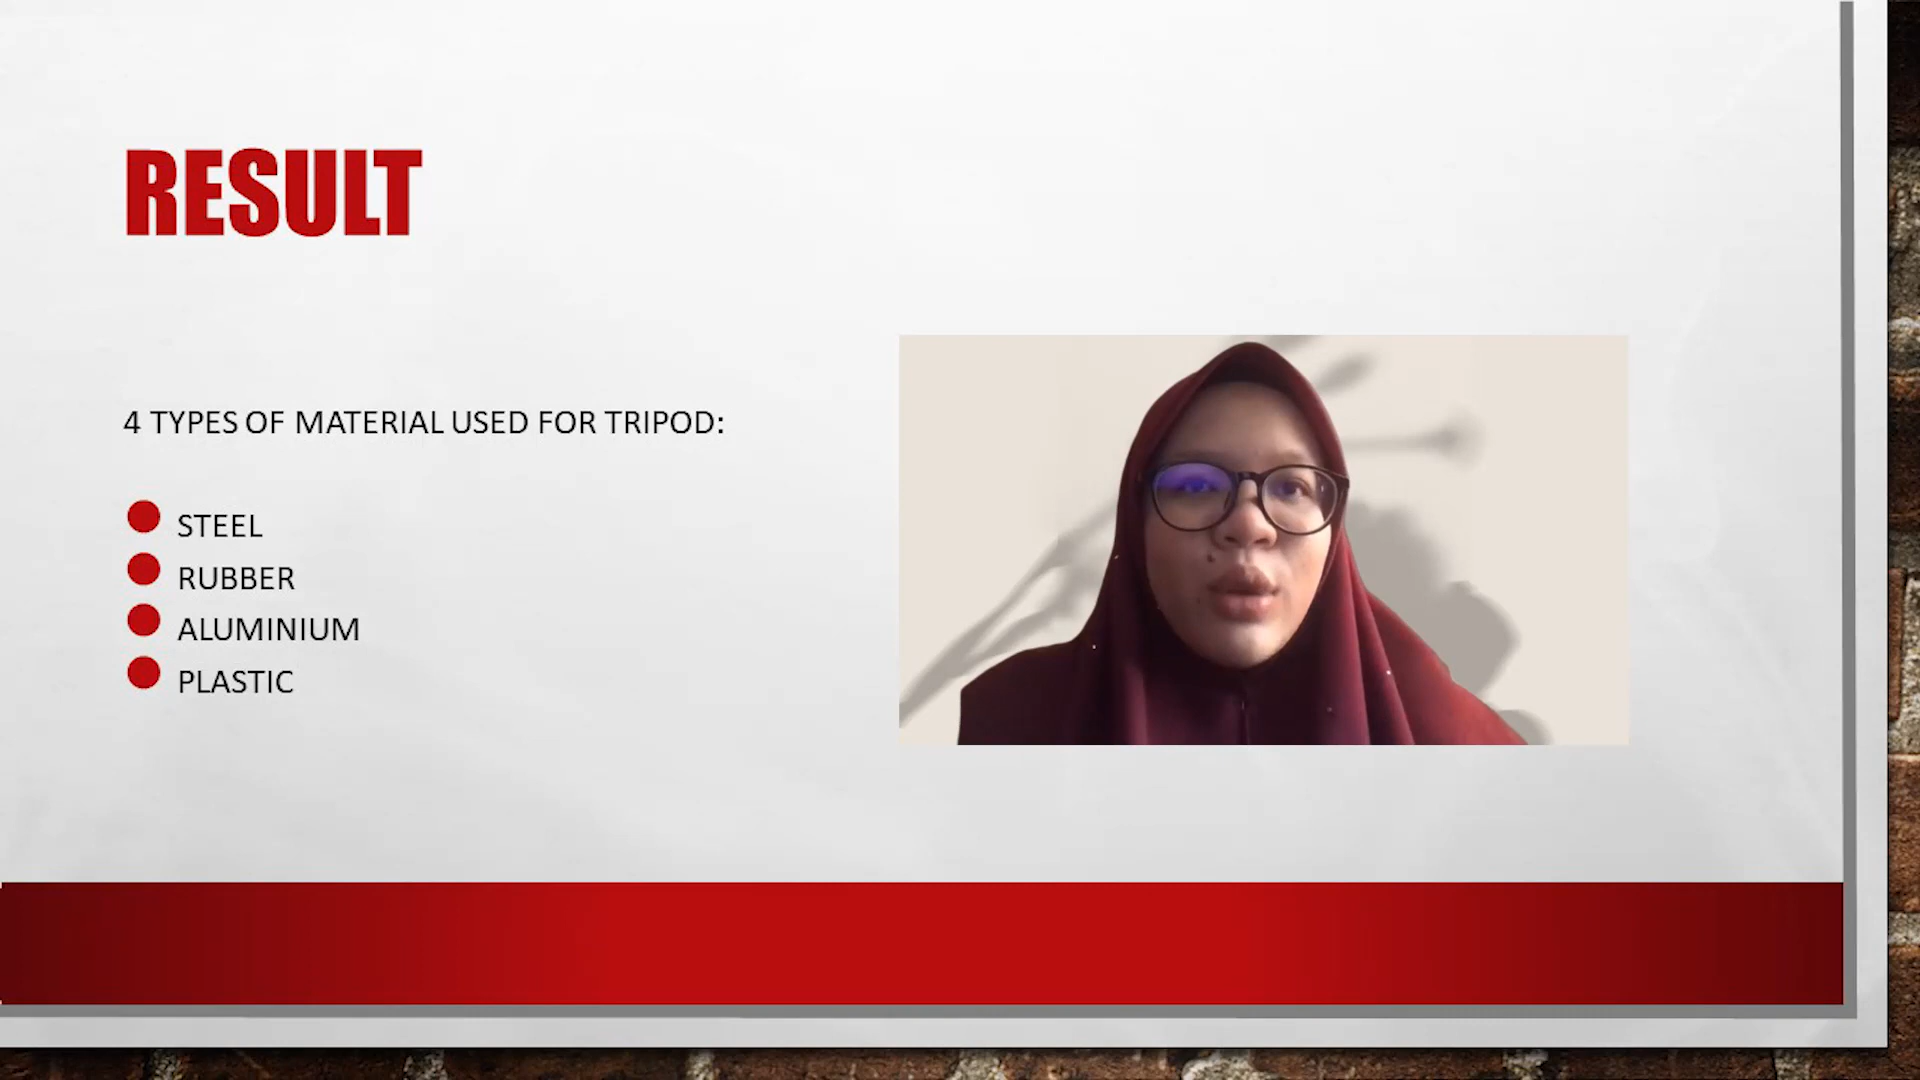 RESULT
4 TYPES OF MATERIAL USED FOR TRIPOD:
STEEL
RUBBER
ALUMINIUM
PLASTIC